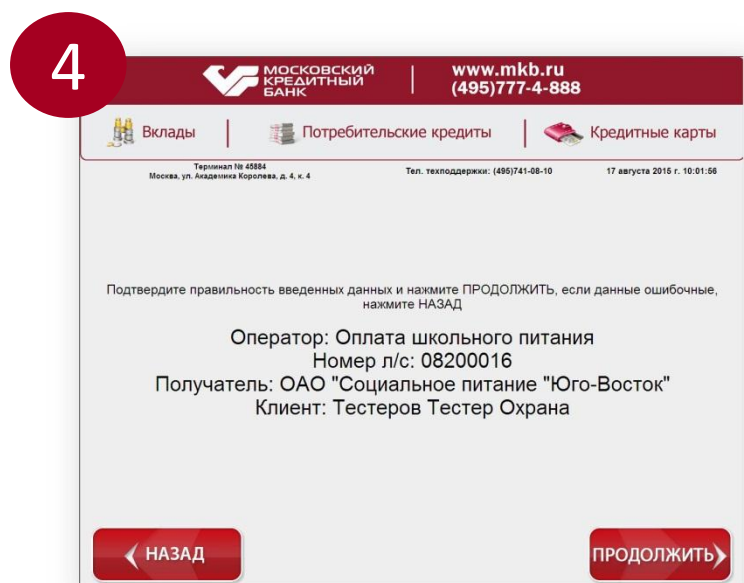 4
МОСКОВСКИЙ
КРЕДИТНЫЙ
БАНК
www.mkb.ru
(495)777-4-888
Вклады
Потребительские кредиты
Кредитные карты
Терминал № 45884
Москва, ул. Академика Королева, д. 4, к. 4
Тел. техподдержки: (495)741-08-10
17 августа 2015 г. 10:01:56
Подтвердите правильность введенных данных и нажмите ПРОДОЛЖИТЬ, если данные ошибочные,
нажмите НАЗАД
Оператор: Оплата школьного питания
Номер л/с: 08200016
Получатель: ОАО "Социальное питание "Юго-Восток"
Клиент: Тестеров Тестер Охрана
НАЗАД
ПРОДОЛЖИТЬ